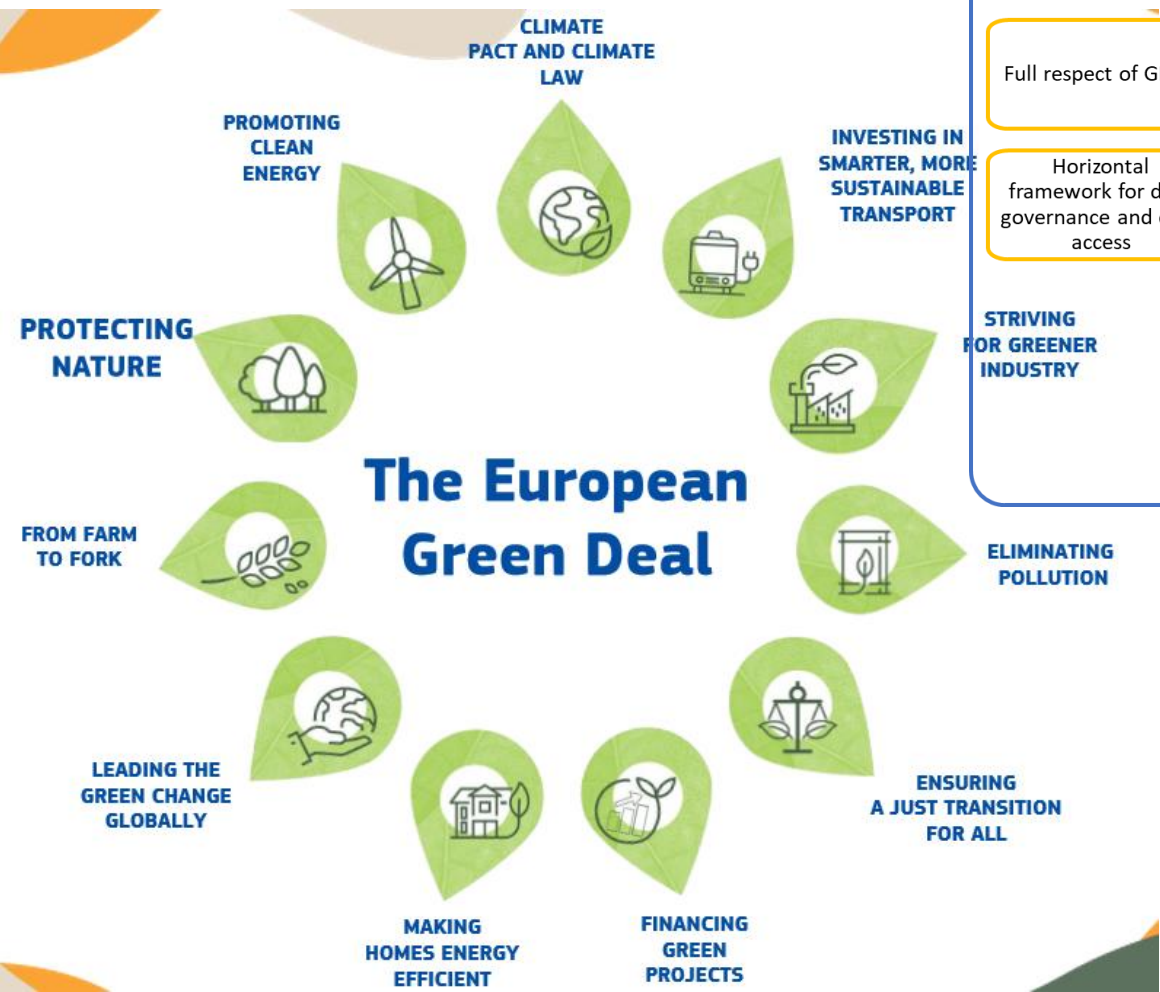 CLIMATE
PACT AND CLIMATE
LAW
PROMOTING
CLEAN
ENERGY
INVESTING IN
SMARTER, MORE
SUSTAINABLE
TRANSPORT
Full respect of
Horizontal
framework for
governance and
access
PROTECTING
NATURE
STRIVING
FOR GREENER
INDUSTRY
The European
Green Deal
FROM FARM
TO FORK
ELIMINATING
POLLUTION
LEADING THE
GREEN CHANGE
GLOBALLY
ENSURING
A JUST TRANSITION
FOR ALL
MAKING
HOMES ENERGY
EFFICIENT
FINANCING
GREEN
PROJECTS